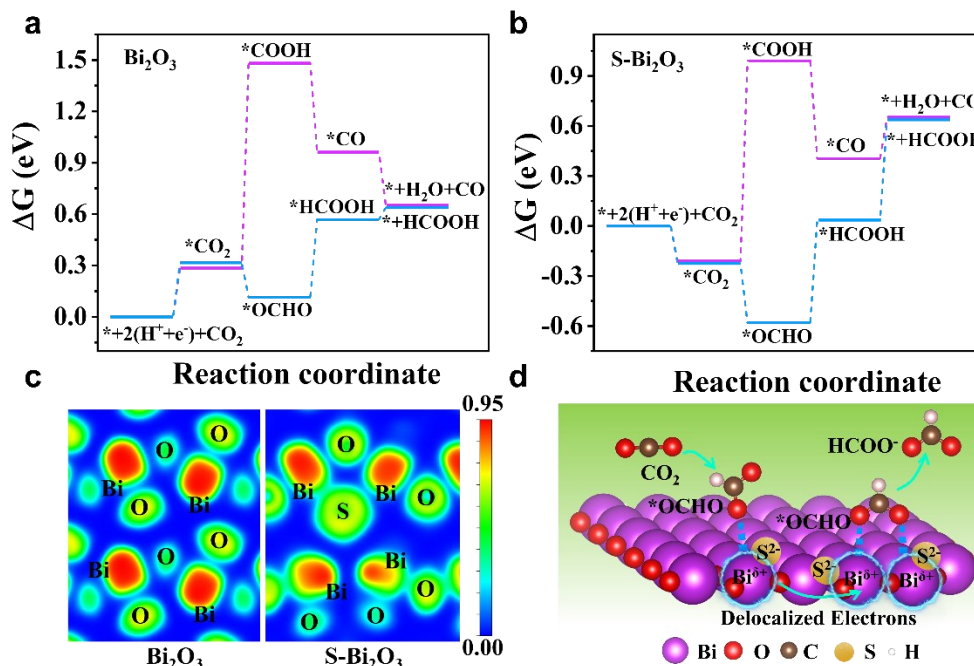 a
Bi₂O₃
ΔG (eV)
1.5
1.2
0.9
0.6
0.3
0.0
*COOH
*CO
*+H₂O+CO
*HCOOH
*+HCOOH
*CO₂
*OCHO
*+2(H⁺+e⁻)+CO₂
Reaction coordinate
b
S-Bi₂O₃
ΔG (eV)
0.9
0.6
0.3
0.0
-0.3
-0.6
*COOH
*+H₂O+CO
*CO
*+HCOOH
*+2(H⁺+e⁻)+CO₂
*HCOOH
*CO₂
*OCHO
Reaction coordinate
c
0.95
0.00
O
O
Bi
Bi
O
O
O
Bi
Bi
O
Bi₂O₃
O
Bi
Bi
O
S
Bi
Bi
O
O
O
S-Bi₂O₃
d
CO₂
HCOO⁻
*OCHO
*OCHO
S²⁻
S²⁻
S²⁻
Biᵟ⁺
Biᵟ⁺
Biᵟ⁺
Delocalized Electrons
Bi O C S H